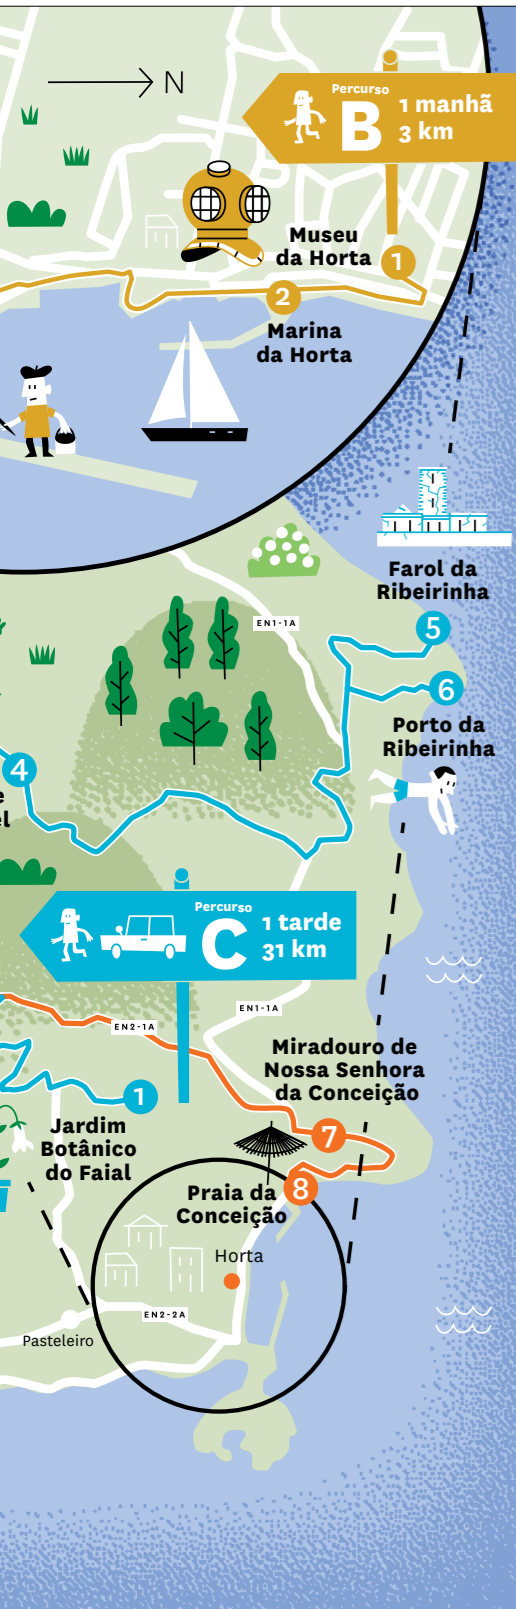 N
Percurso
B
1 manhã
3 km
Museu
da Horta
1
2
Marina
da Horta
Farol da
Ribeirinha
5
EN1-1A
6
Porto da
Ribeirinha
4
Percurso
C
1 tarde
31 km
EN1-1A
EN2-1A
Miradouro de
Nossa Senhora
da Conceição
1
7
Jardim
Botânico
do Faial
Praia da
Conceição
8
Horta
EN2-2A
Pasteleiro